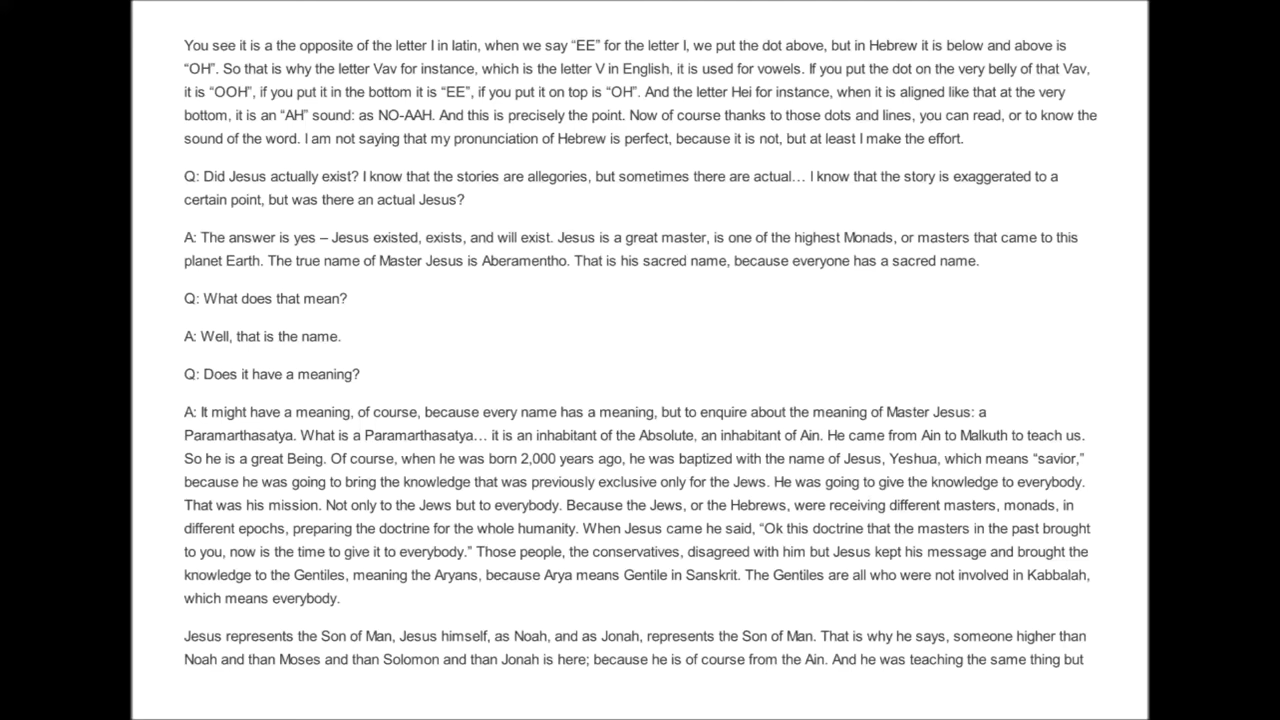 You see it is a the opposite of the letter I in latin, when we say “EE” for the letter I, we put the dot above, but in Hebrew it is below and above is
“OH”. So that is why the letter Vav for instance, which is the letter V in English, it is used for vowels. If you put the dot on the very belly of that Vav,
it is “OOH”, if you put it in the bottom it is “EE”, if you put it on top is “OH”. And the letter Hei for instance, when it is aligned like that at the very
bottom, it is an “AH” sound: as NO-AAH. And this is precisely the point. Now of course thanks to those dots and lines, you can read, or to know the
sound of the word. I am not saying that my pronunciation of Hebrew is perfect, because it is not, but at least I make the effort.
Q: Did Jesus actually exist? I know that the stories are allegories, but sometimes there are actual… I know that the story is exaggerated to a
certain point, but was there an actual Jesus?
A: The answer is yes – Jesus existed, exists, and will exist. Jesus is a great master, is one of the highest Monads, or masters that came to this
planet Earth. The true name of Master Jesus is Aberamentho. That is his sacred name, because everyone has a sacred name.
Q: What does that mean?
A: Well, that is the name.
Q: Does it have a meaning?
A: It might have a meaning, of course, because every name has a meaning, but to enquire about the meaning of Master Jesus: a
Paramarthasatya. What is a Paramarthasatya… it is an inhabitant of the Absolute, an inhabitant of Ain. He came from Ain to Malkuth to teach us.
So he is a great Being. Of course, when he was born 2,000 years ago, he was baptized with the name of Jesus, Yeshua, which means “savior,”
because he was going to bring the knowledge that was previously exclusive only for the Jews. He was going to give the knowledge to everybody.
That was his mission. Not only to the Jews but to everybody. Because the Jews, or the Hebrews, were receiving different masters, monads, in
different epochs, preparing the doctrine for the whole humanity. When Jesus came he said, “Ok this doctrine that the masters in the past brought
to you, now is the time to give it to everybody.” Those people, the conservatives, disagreed with him but Jesus kept his message and brought the
knowledge to the Gentiles, meaning the Aryans, because Arya means Gentile in Sanskrit. The Gentiles are all who were not involved in Kabbalah,
which means everybody.
Jesus represents the Son of Man, Jesus himself, as Noah, and as Jonah, represents the Son of Man. That is why he says, someone higher than
Noah and than Moses and than Solomon and than Jonah is here; because he is of course from the Ain. And he was teaching the same thing but